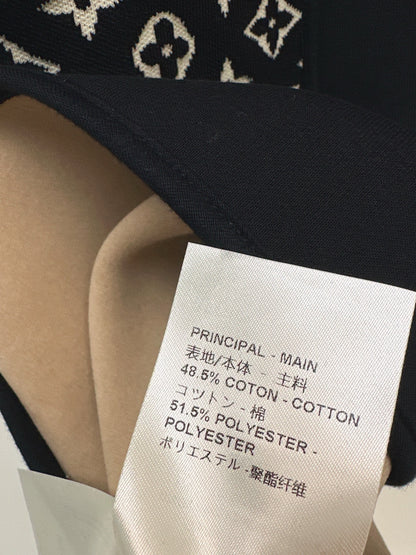 PRINCIPAL - MAIN
表地/本体 - 主料
48.5% COTON - COTTON
コットン - 棉
51.5% POLYESTER -
POLYESTER
ポリエステル - 聚酯纤维